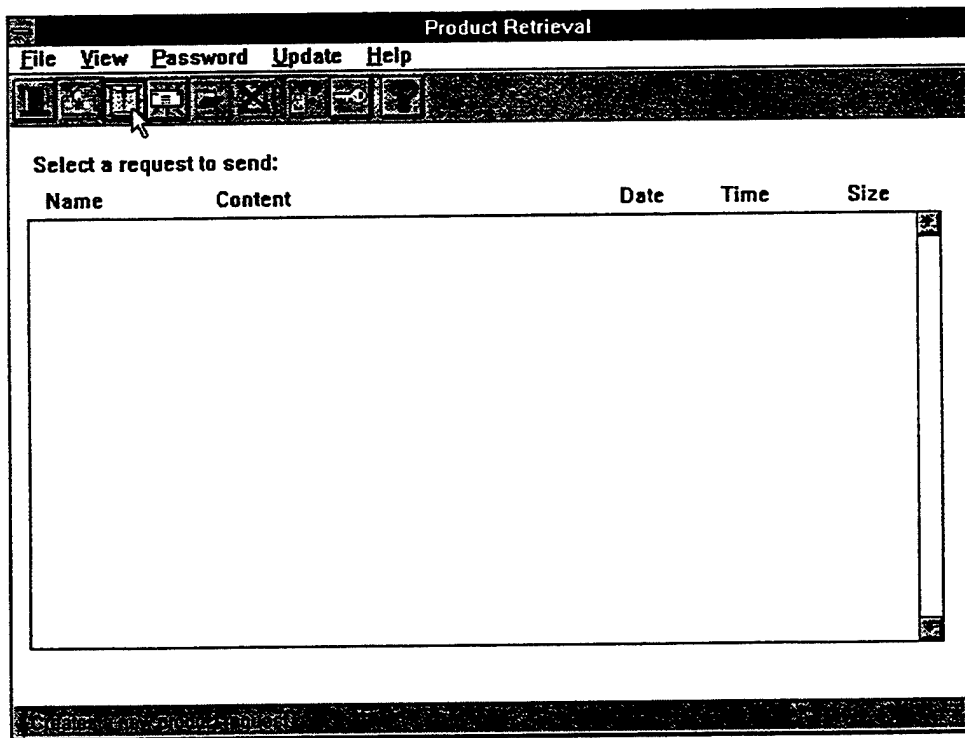 Product Retrieval
File View Password Update Help
Select a request to send:
Name Content Date Time Size